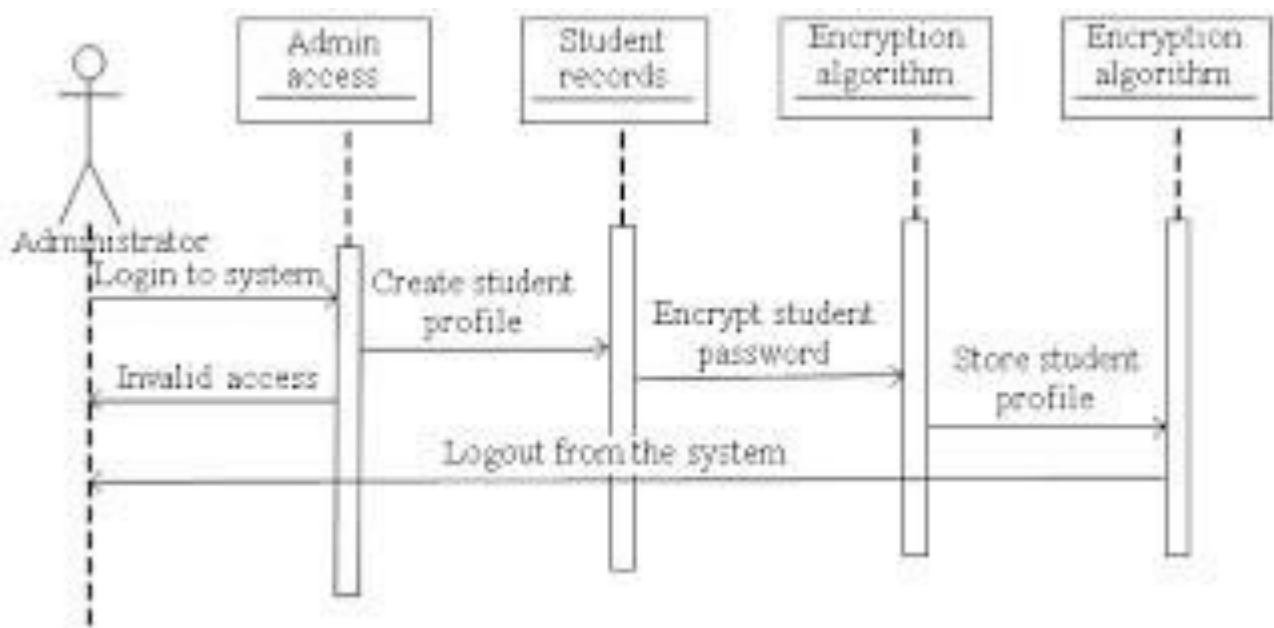 Admin
access
Student
records
Encryption
algorithm
Encryption
algorithm
Administrator
Login to system
Create student
profile
Encrypt student
password
Invalid access
Store student
profile
Logout from the system